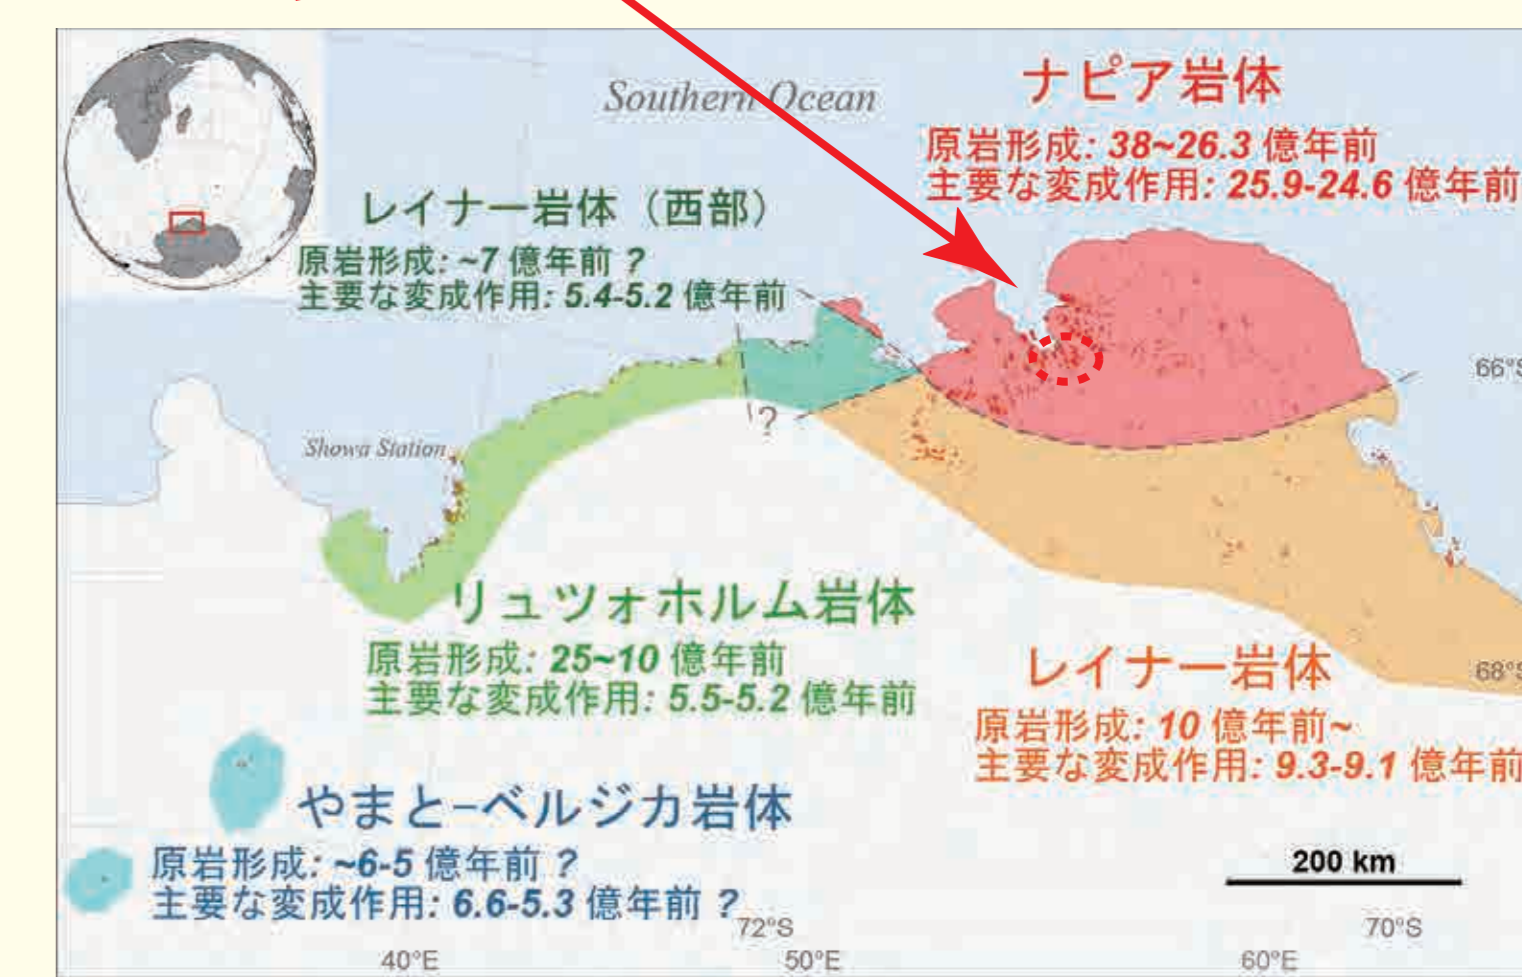 Southern Ocean
ナピア岩体
原岩形成: 38~26.3 億年前
主要な変成作用: 25.9-24.6 億年前
レイナー岩体（西部）
原岩形成: ~7 億年前 ?
主要な変成作用: 5.4-5.2 億年前
66°S
?
Showa Station
リュツォホルム岩体
原岩形成: 25~10 億年前
主要な変成作用: 5.5-5.2 億年前
レイナー岩体
原岩形成: 10 億年前~
主要な変成作用: 9.3-9.1 億年前
68°S
やまと-ベルジカ岩体
原岩形成: ~6-5 億年前 ?
主要な変成作用: 6.6-5.3 億年前 ?
200 km
72°S
70°S
40°E
50°E
60°E